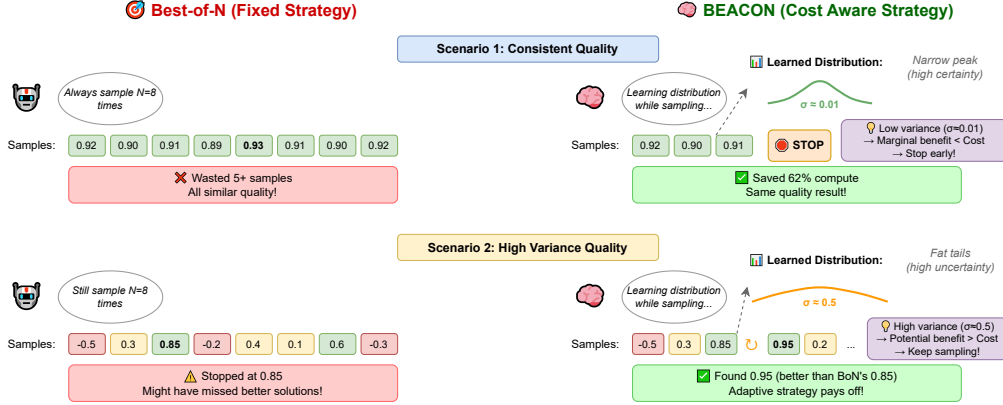 Best-of-N (Fixed Strategy)
BEACON (Cost Aware Strategy)
Scenario 1: Consistent Quality
Always sample N=8
times
Samples: 0.92 0.90 0.91 0.89 0.93 0.91 0.90 0.92
Wasted 5+ samples
All similar quality!
Learning distribution
while sampling...
Learned Distribution:
Narrow peak
(high certainty)
σ ≈ 0.01
Samples: 0.92 0.90 0.91
STOP
Low variance (σ≈0.01)
→ Marginal benefit < Cost
→ Stop early!
Saved 62% compute
Same quality result!
Scenario 2: High Variance Quality
Still sample N=8
times
Samples: -0.5 0.3 0.85 -0.2 0.4 0.1 0.6 -0.3
Stopped at 0.85
Might have missed better solutions!
Learning distribution
while sampling...
Learned Distribution:
Fat tails
(high uncertainty)
σ ≈ 0.5
Samples: -0.5 0.3 0.85 ↻ 0.95 0.2 ...
High variance (σ≈0.5)
→ Potential benefit > Cost
→ Keep sampling!
Found 0.95 (better than BoN's 0.85)
Adaptive strategy pays off!